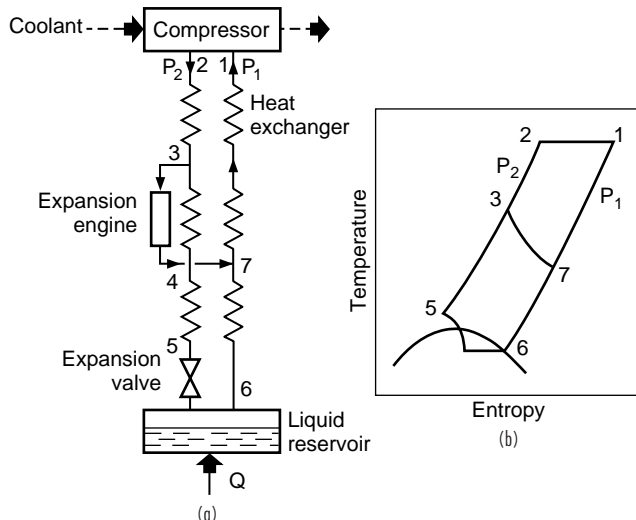 Compressor
Coolant
P2 2 1 P1
Heat
exchanger
3
Expansion
engine
7
4
5
Expansion
valve
6
Liquid
reservoir
Q
(a)
2 1
P2
3 P1
7
5
6
Temperature
Entropy
(b)